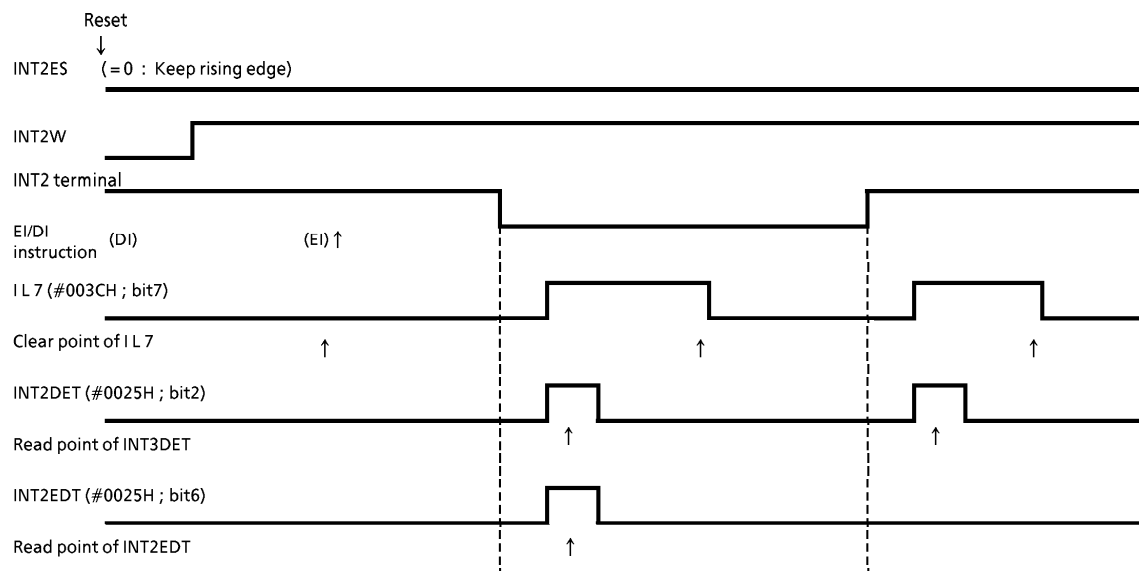 Reset
↓
INT2ES (=0 : Keep rising edge)
INT2W
INT2 terminal
EI/DI
instruction (DI) (EI) ↑
I L 7 (#003CH ; bit7)
Clear point of I L 7 ↑ ↑ ↑
INT2DET (#0025H ; bit2)
Read point of INT3DET ↑ ↑
INT2EDT (#0025H ; bit6)
Read point of INT2EDT ↑